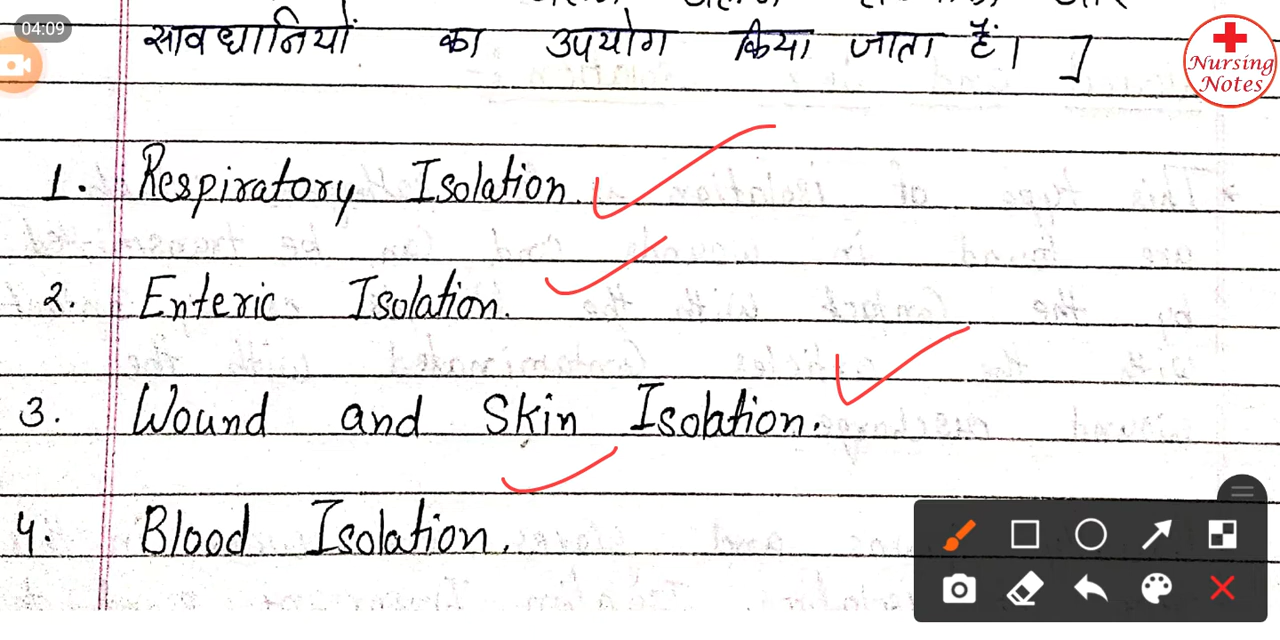 04:09
सावधानियों का उपयोग किया जाता है। ]
Nursing
Notes
1. Respiratory Isolation.
2. Enteric Isolation.
3. Wound and Skin Isolation.
4. Blood Isolation.